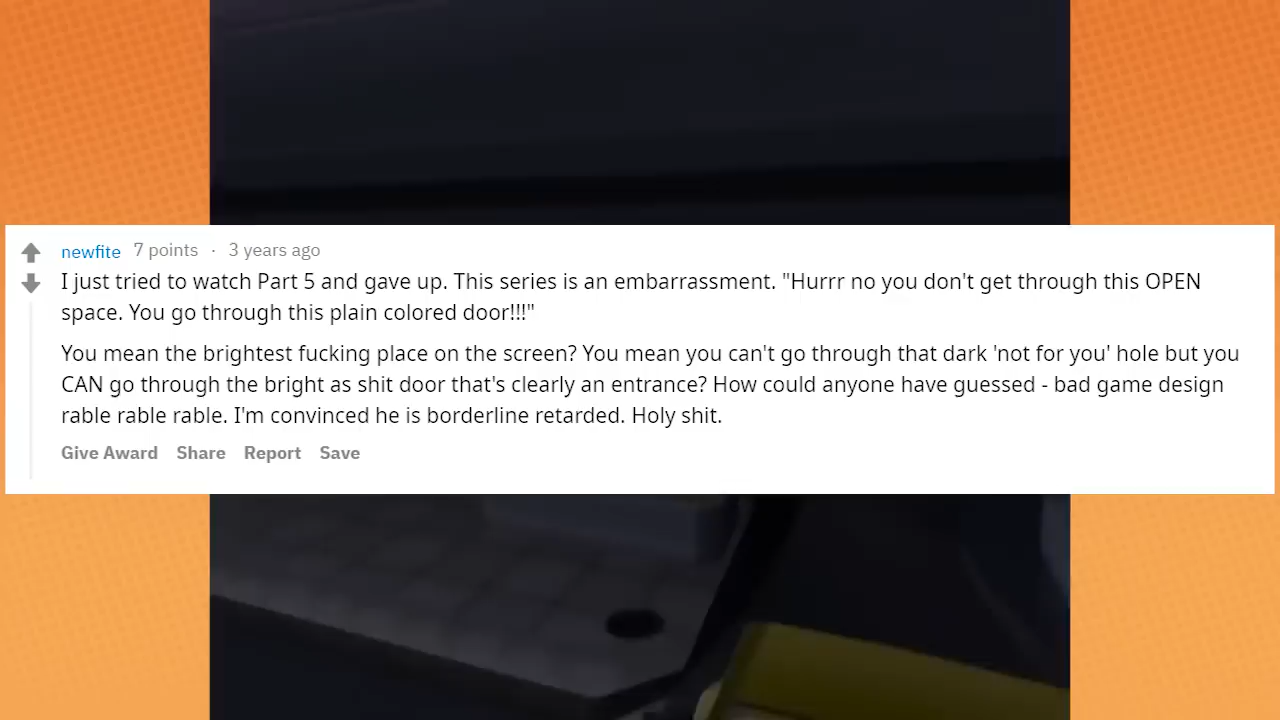 newfite 7 points · 3 years ago
I just tried to watch Part 5 and gave up. This series is an embarrassment. "Hurrr no you don't get through this OPEN
space. You go through this plain colored door!!!"
You mean the brightest fucking place on the screen? You mean you can't go through that dark 'not for you' hole but you
CAN go through the bright as shit door that's clearly an entrance? How could anyone have guessed - bad game design
rable rable rable. I'm convinced he is borderline retarded. Holy shit.
Give Award Share Report Save